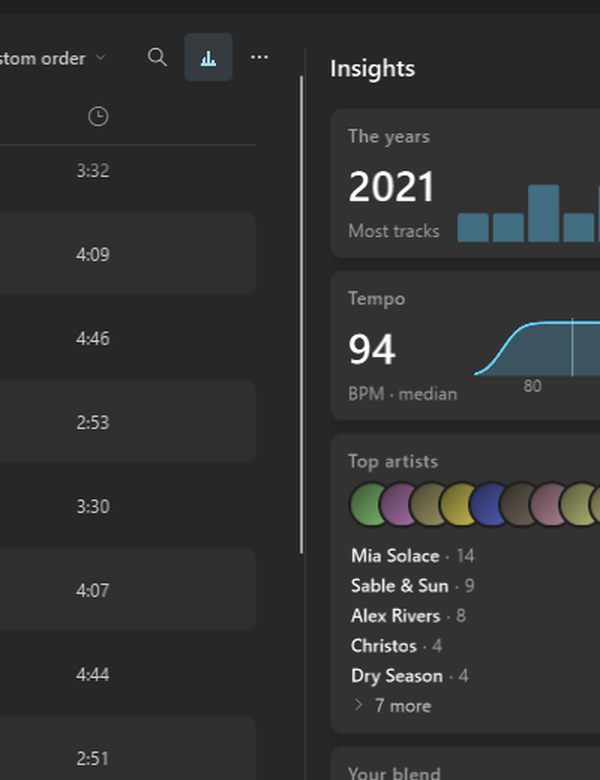 stom order
3:32
4:09
4:46
2:53
3:30
4:07
4:44
2:51
Insights
The years
2021
Most tracks
Tempo
94
BPM · median
80
Top artists
Mia Solace · 14
Sable & Sun · 9
Alex Rivers · 8
Christos · 4
Dry Season · 4
7 more
Your blend